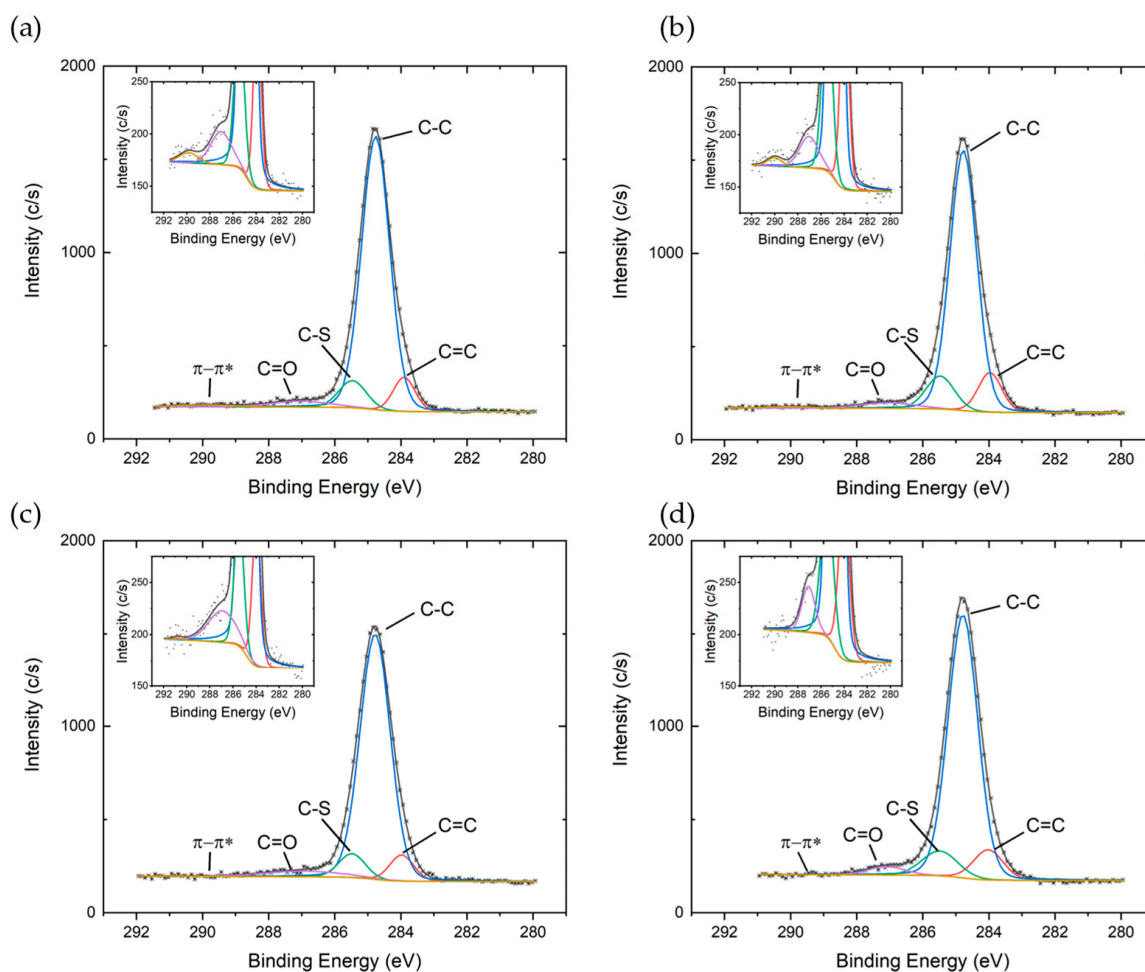 (a)
2000
1000
0
Intensity (c/s)
292 290 288 286 284 282 280
Binding Energy (eV)
C-C
C-S
C=C
C=O
π–π*
250
200
150
Intensity (c/s)
292 290 288 286 284 282 280
Binding Energy (eV)
(b)
2000
1000
0
Intensity (c/s)
292 290 288 286 284 282 280
Binding Energy (eV)
C-C
C-S
C=C
C=O
π–π*
250
200
150
Intensity (c/s)
292 290 288 286 284 282 280
Binding Energy (eV)
(c)
2000
1000
0
Intensity (c/s)
292 290 288 286 284 282 280
Binding Energy (eV)
C-C
C-S
C=C
C=O
π–π*
250
200
150
Intensity (c/s)
292 290 288 286 284 282 280
Binding Energy (eV)
(d)
2000
1000
0
Intensity (c/s)
292 290 288 286 284 282 280
Binding Energy (eV)
C-C
C-S
C=C
C=O
π–π*
250
200
150
Intensity (c/s)
292 290 288 286 284 282 280
Binding Energy (eV)